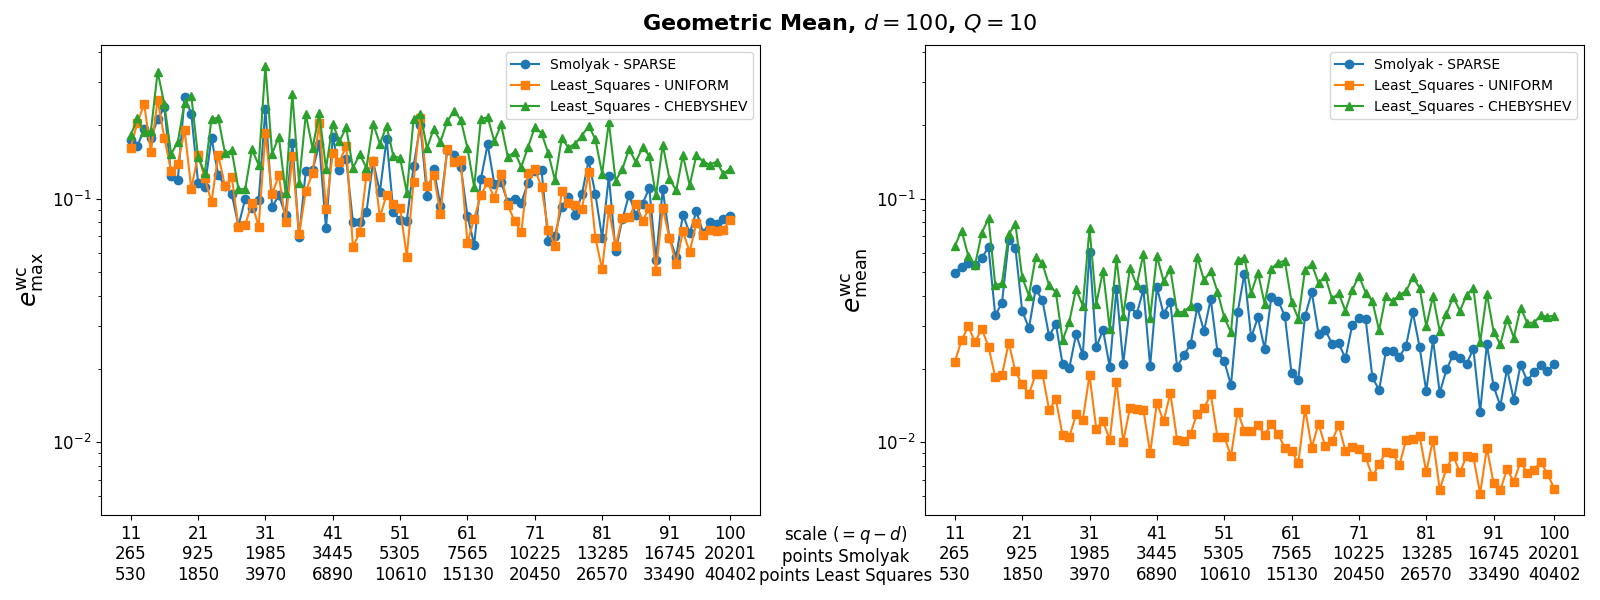 Geometric Mean, d = 100, Q = 10
Smolyak - SPARSE
Least_Squares - UNIFORM
Least_Squares - CHEBYSHEV
10⁻¹
10⁻²
e^wc_max
11 21 31 41 51 61 71 81 91 100
265 925 1985 3445 5305 7565 10225 13285 16745 20201
530 1850 3970 6890 10610 15130 20450 26570 33490 40402
scale (= q − d)
points Smolyak
points Least Squares
Smolyak - SPARSE
Least_Squares - UNIFORM
Least_Squares - CHEBYSHEV
10⁻¹
10⁻²
e^wc_mean
11 21 31 41 51 61 71 81 91 100
265 925 1985 3445 5305 7565 10225 13285 16745 20201
530 1850 3970 6890 10610 15130 20450 26570 33490 40402